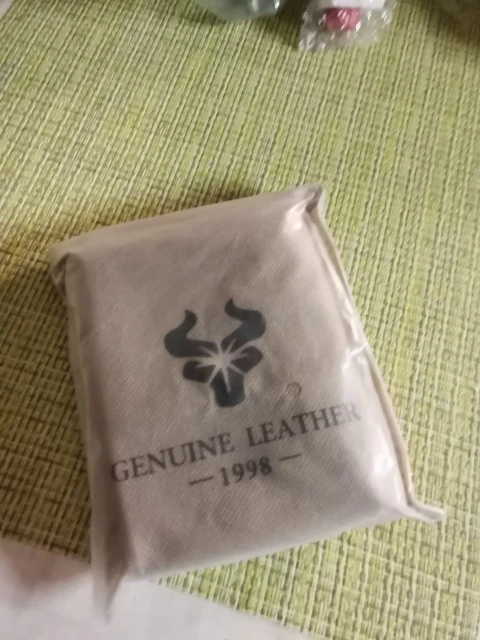 GENUINE LEATHER
— 1998 —